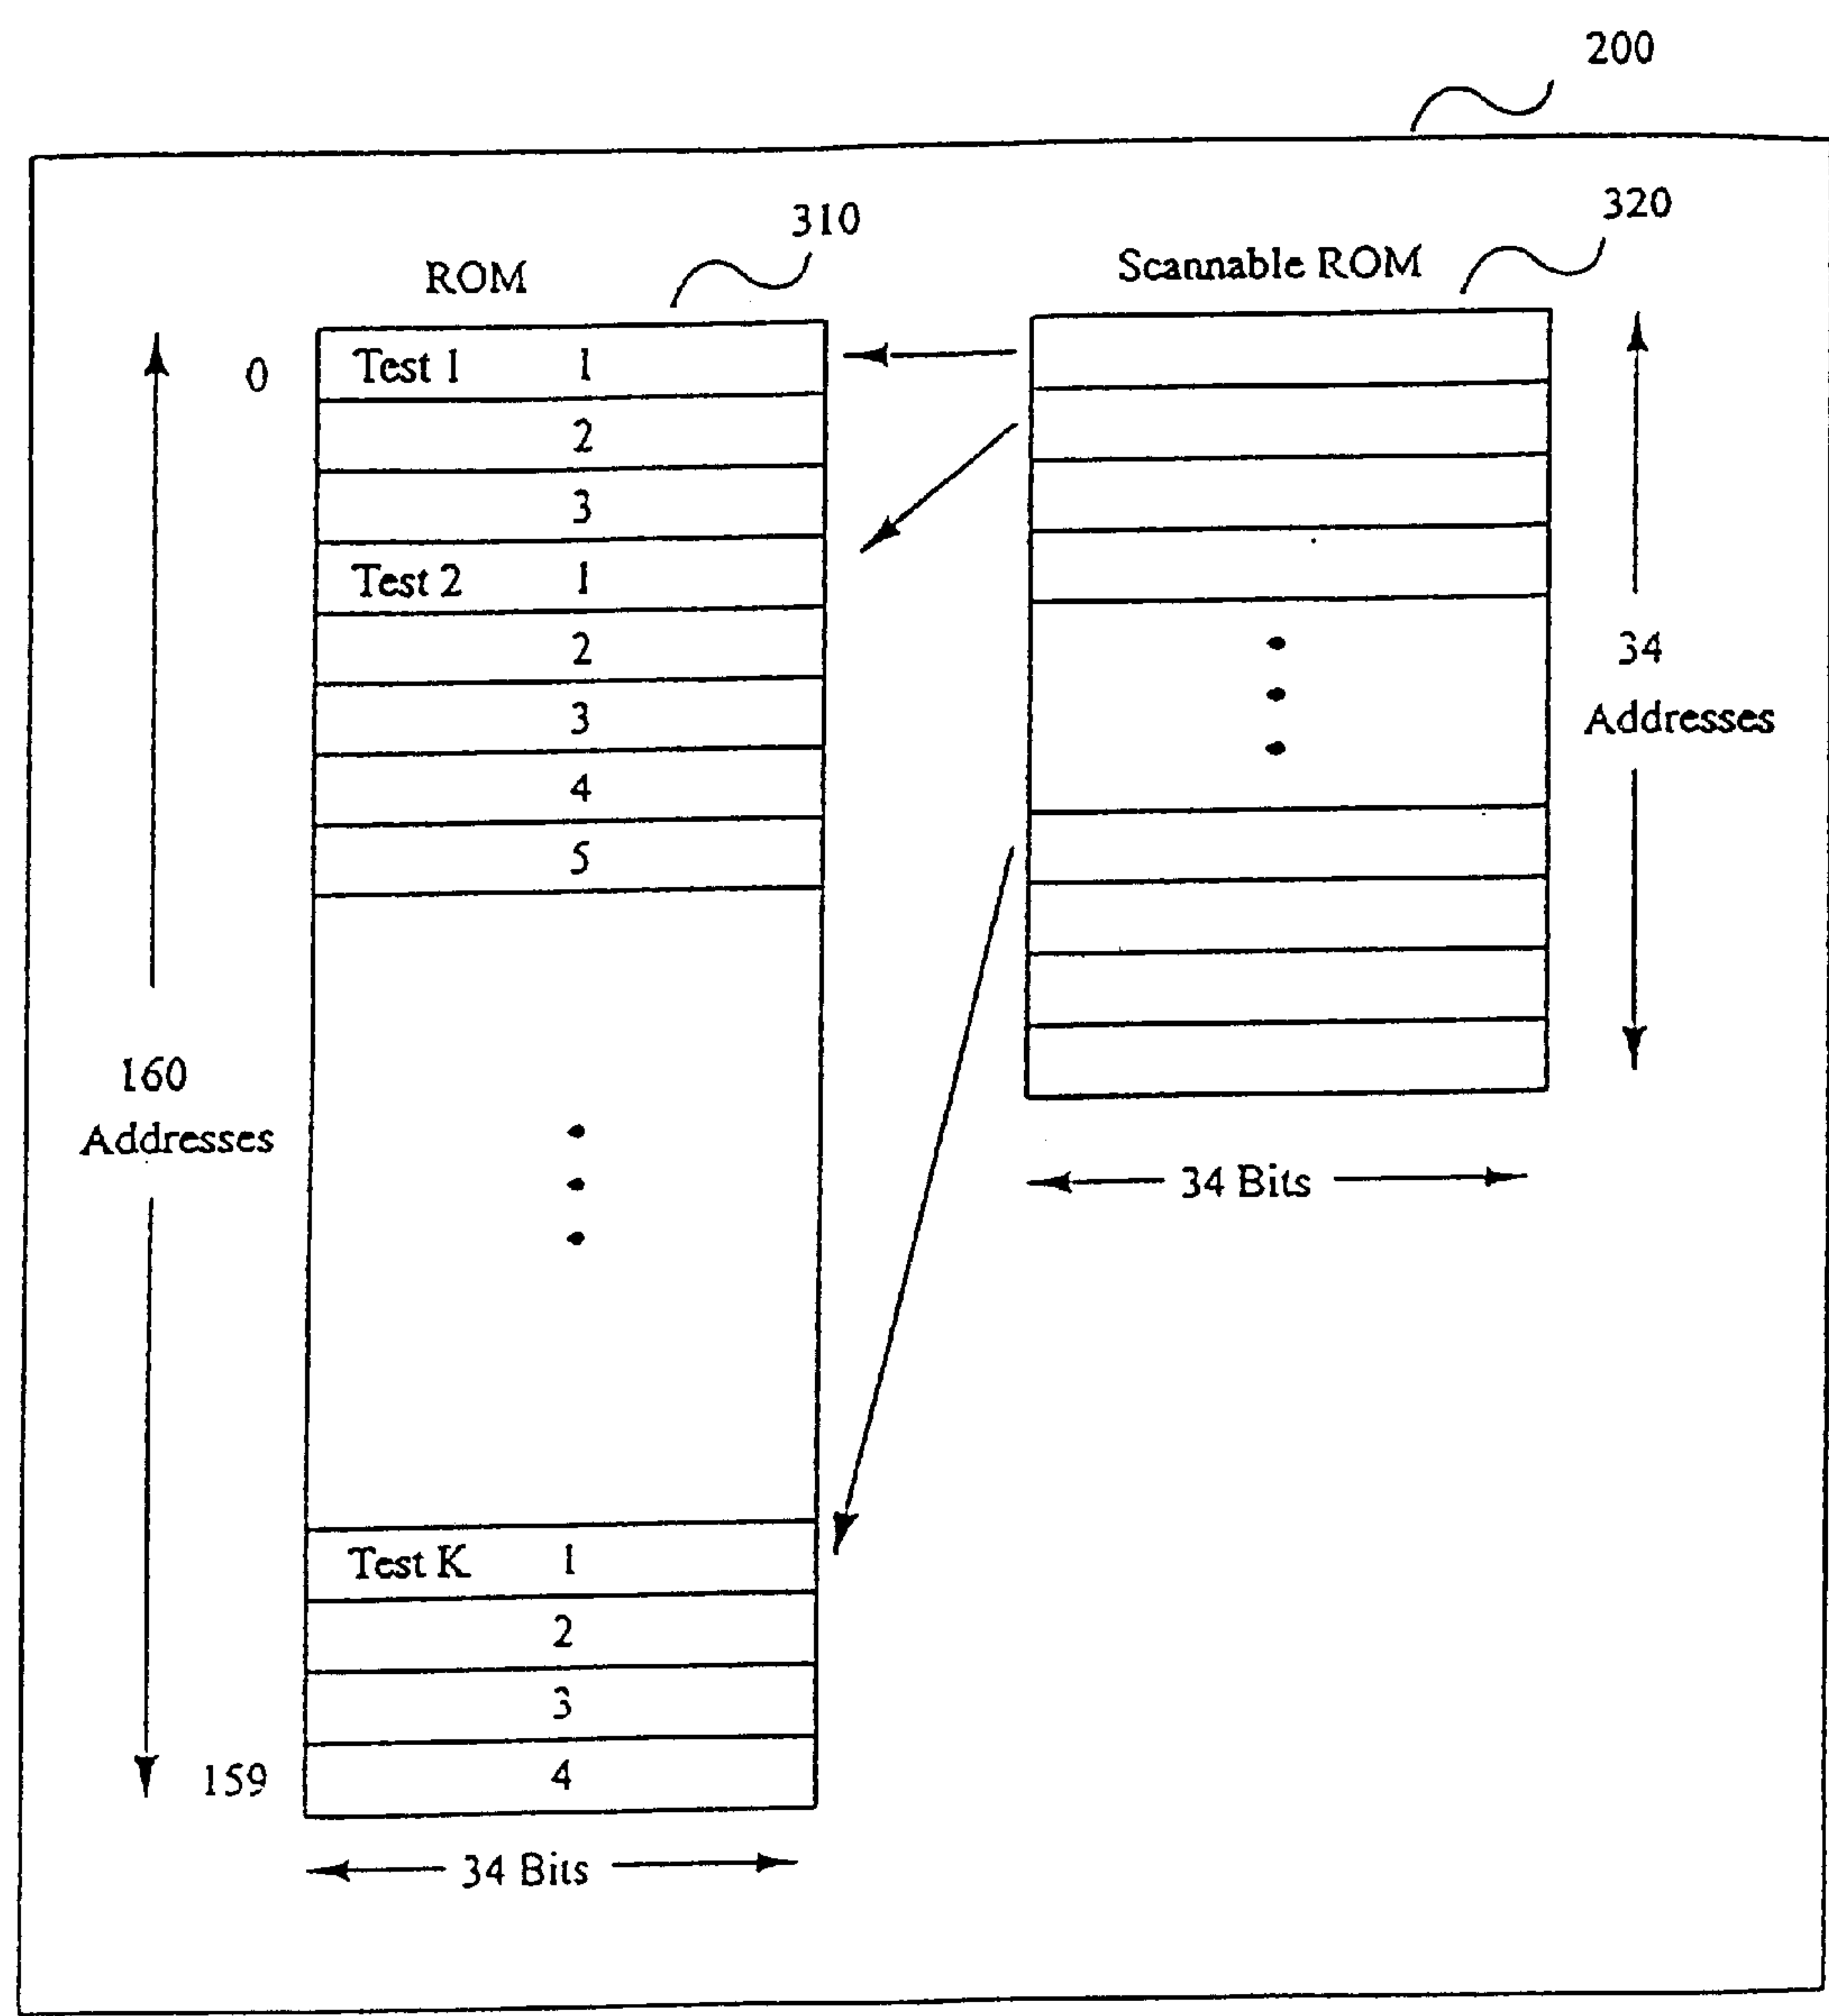 200
310
320
ROM
Scannable ROM
0
Test 1 1
2
3
Test 2 1
2
3
4
5
34
Addresses
160
Addresses
34 Bits
Test K 1
2
3
159 4
34 Bits